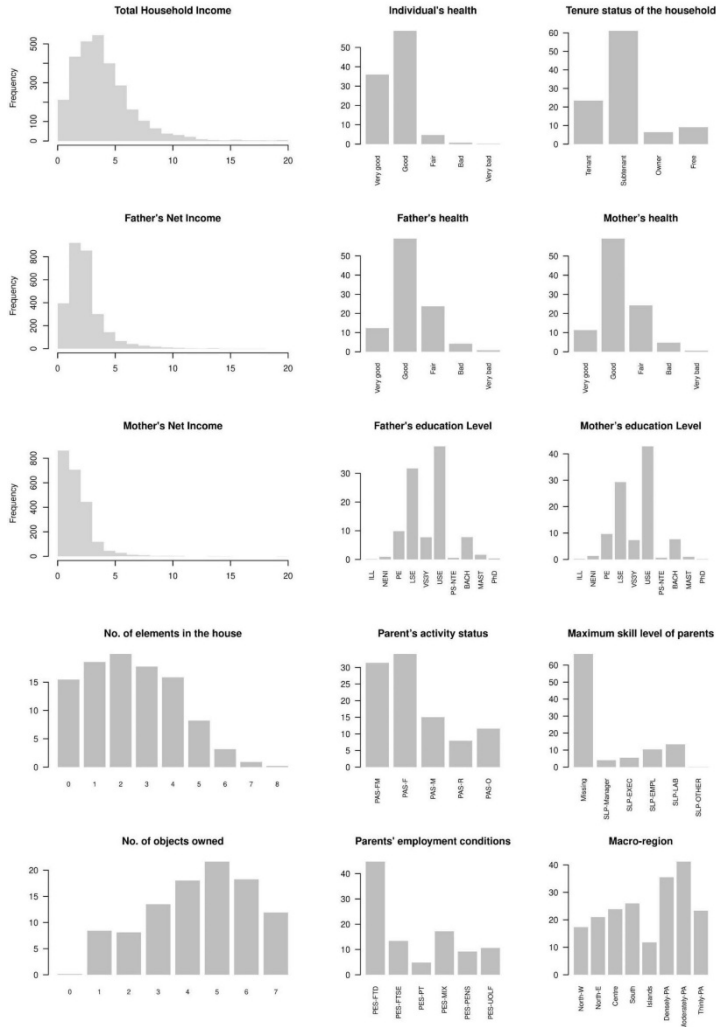 Total Household Income
Individual's health
Tenure status of the household
Frequency
0 100 300 500
0 5 10 15 20
0 10 20 30 40 50
Very good Good Fair Bad Very bad
0 10 20 30 40 50 60
Tenant Subtenant Owner Free
Father's Net Income
Father's health
Mother's health
Frequency
0 200 400 600 800
0 5 10 15 20
0 10 20 30 40 50
Very good Good Fair Bad Very bad
0 10 20 30 40 50
Very good Good Fair Bad Very bad
Mother's Net Income
Father's education Level
Mother's education Level
Frequency
0 200 400 600 800
0 5 10 15 20
0 10 20 30
ILL NENI PE LSE VS3Y USE PS-NTE BACH MAST PhD
0 10 20 30 40
ILL NENI PE LSE VS3Y USE PS-NTE BACH MAST PhD
No. of elements in the house
Parent's activity status
Maximum skill level of parents
0 5 10 15
0 1 2 3 4 5 6 7 8
0 5 10 15 20 25 30
PAS-FM PAS-F PAS-M PAS-R PAS-O
0 10 20 30 40 50 60
Missing SLP-Manager SLP-EXEC SLP-EMPL SLP-LAB SLP-OTHER
No. of objects owned
Parents' employment conditions
Macro-region
0 5 10 15 20
0 1 2 3 4 5 6 7
0 10 20 30 40
PES-FTD PES-FTSE PES-PT PES-MIX PES-PENS PES-UOLF
0 10 20 30 40
North-W North-E Centre South Islands Densely-PA Aoderately-PA Thinly-PA